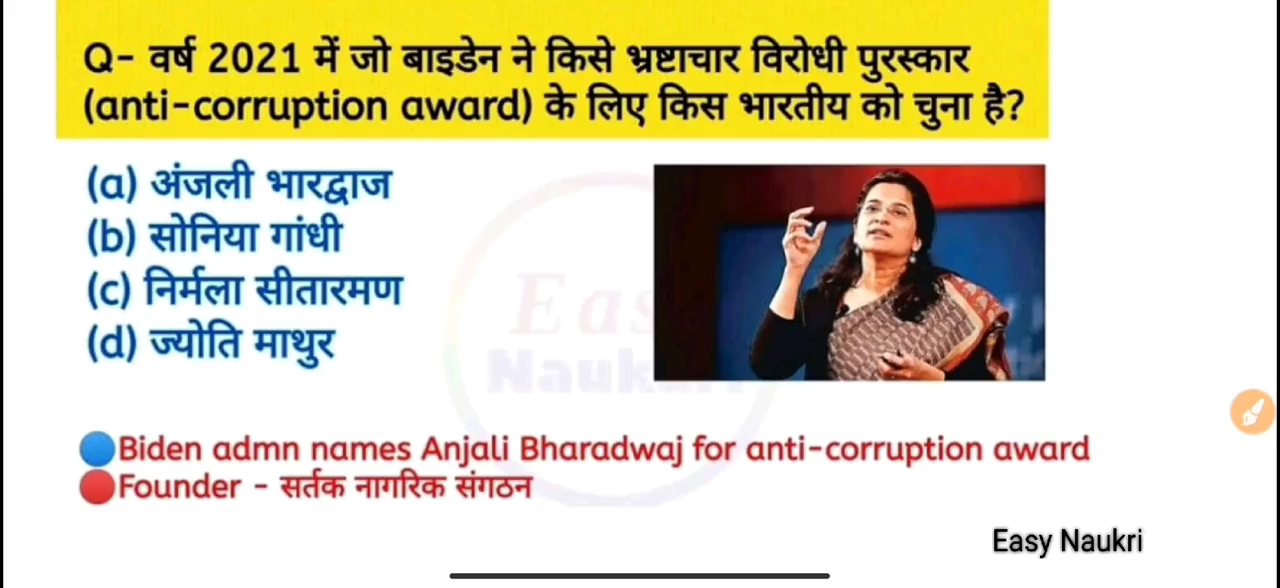 Q- वर्ष 2021 में जो बाइडेन ने किसे भ्रष्टाचार विरोधी पुरस्कार
(anti-corruption award) के लिए किस भारतीय को चुना है?
(a) अंजली भारद्वाज
(b) सोनिया गांधी
(c) निर्मला सीतारमण
(d) ज्योति माथुर
Biden admn names Anjali Bharadwaj for anti-corruption award
Founder - सर्तक नागरिक संगठन
Easy Naukri